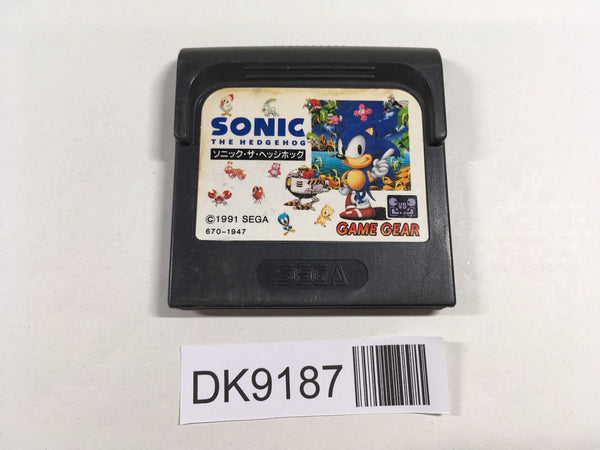 SONIC
THE HEDGEHOG
ソニック・ザ・ヘッジホッグ
©1991 SEGA
670-1947
GAME GEAR
SEGA
DK9187